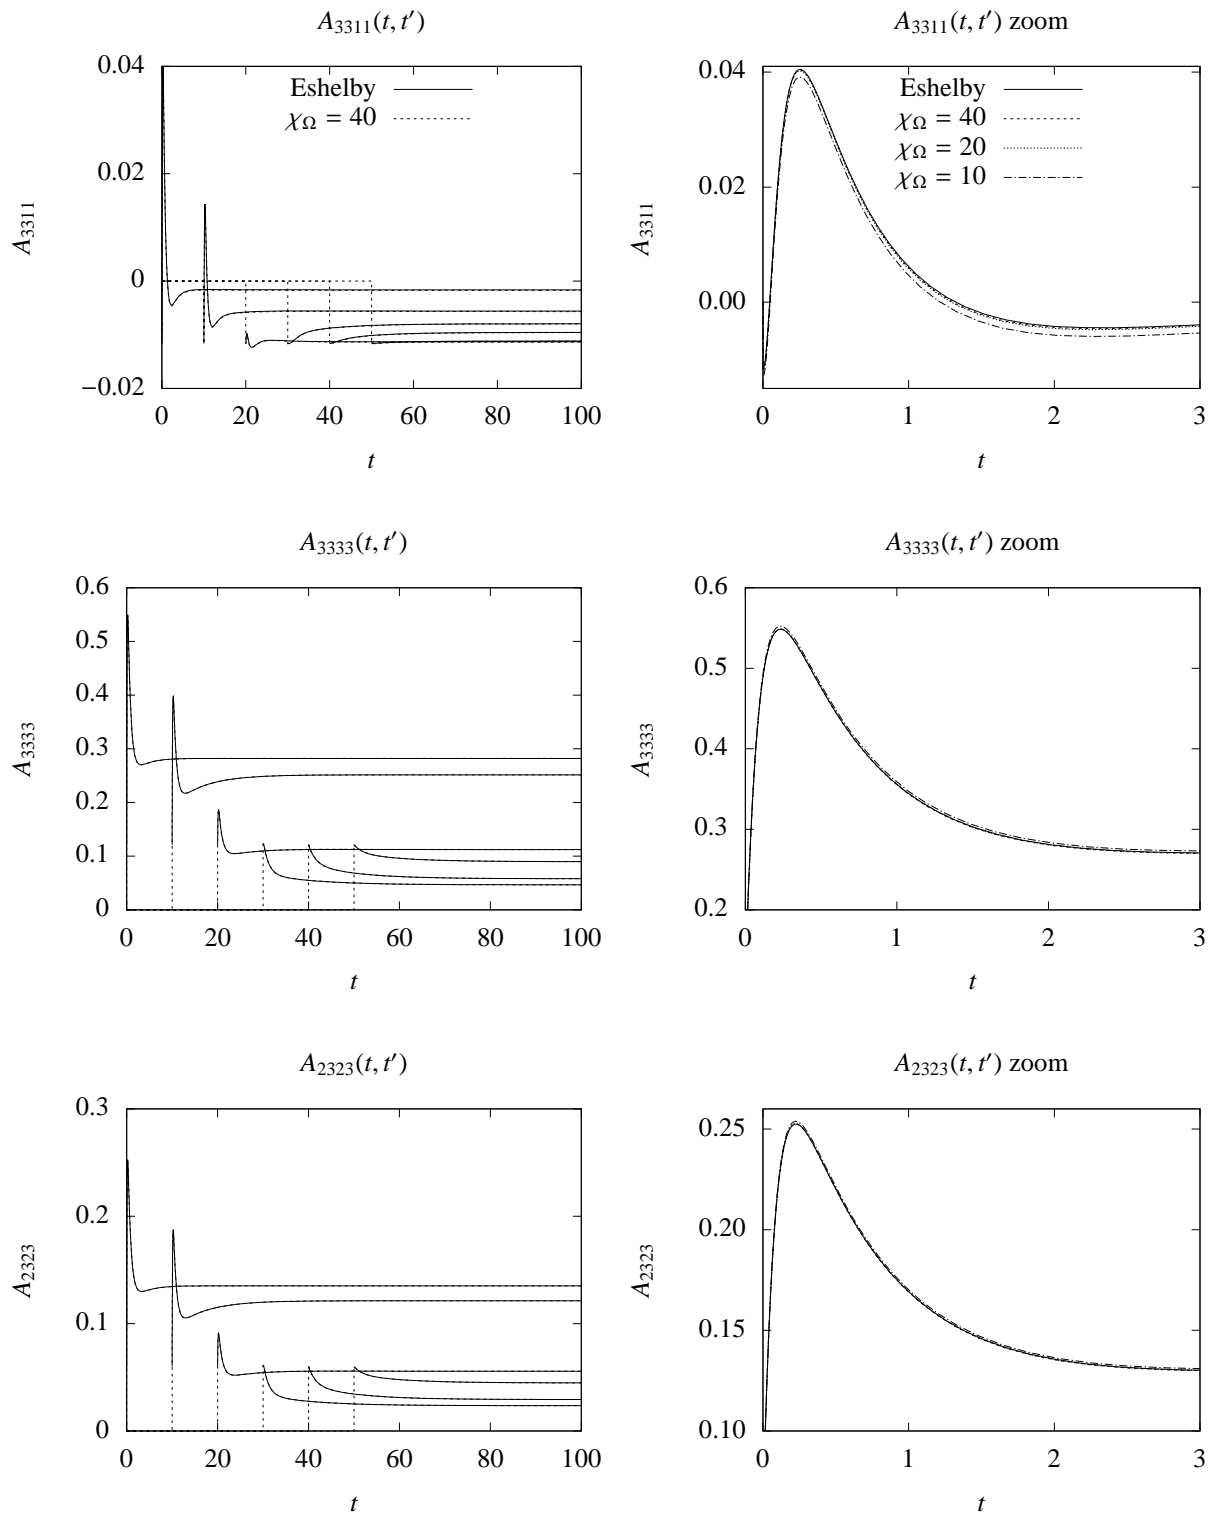 A3311(t, t′)
A3311
0.04
0.02
0
−0.02
Eshelby
χΩ = 40
0 20 40 60 80 100
t
A3311(t, t′) zoom
A3311
0.04
0.02
0.00
Eshelby
χΩ = 40
χΩ = 20
χΩ = 10
0 1 2 3
t
A3333(t, t′)
A3333
0.6
0.5
0.4
0.3
0.2
0.1
0
0 20 40 60 80 100
t
A3333(t, t′) zoom
A3333
0.6
0.5
0.4
0.3
0.2
0 1 2 3
t
A2323(t, t′)
A2323
0.3
0.2
0.1
0
0 20 40 60 80 100
t
A2323(t, t′) zoom
A2323
0.25
0.20
0.15
0.10
0 1 2 3
t